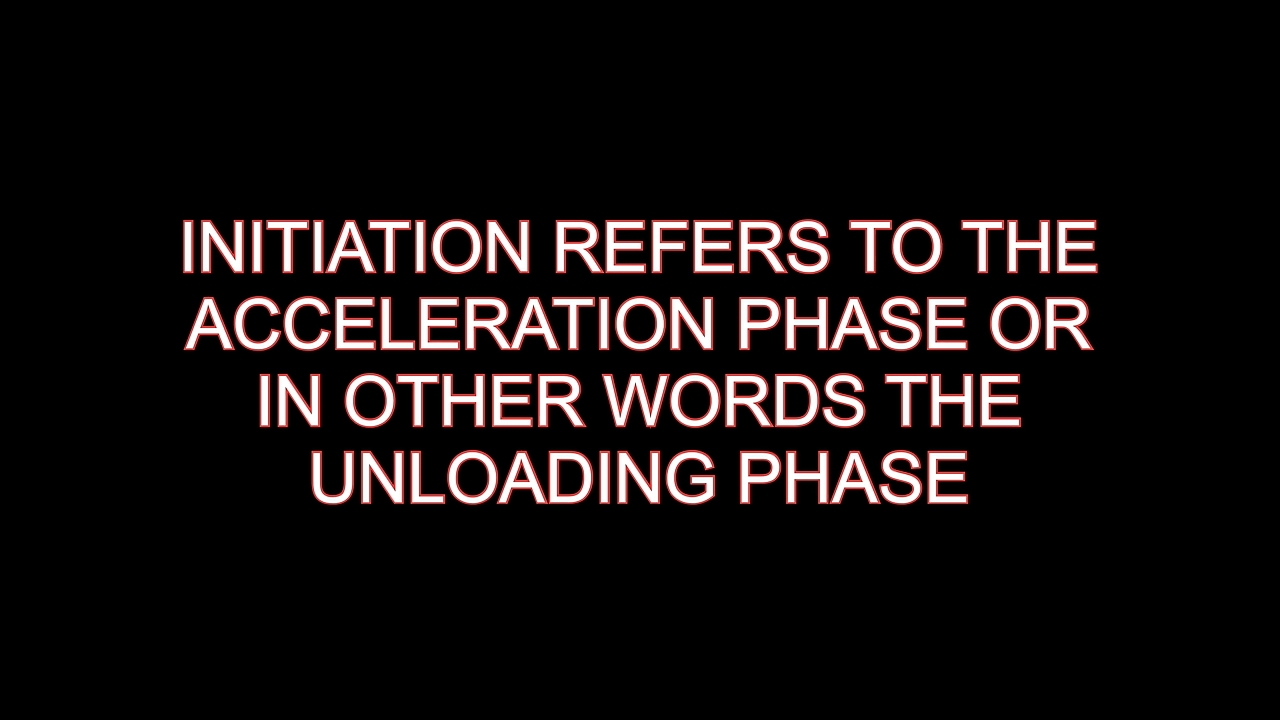 INITIATION REFERS TO THE
ACCELERATION PHASE OR
IN OTHER WORDS THE
UNLOADING PHASE